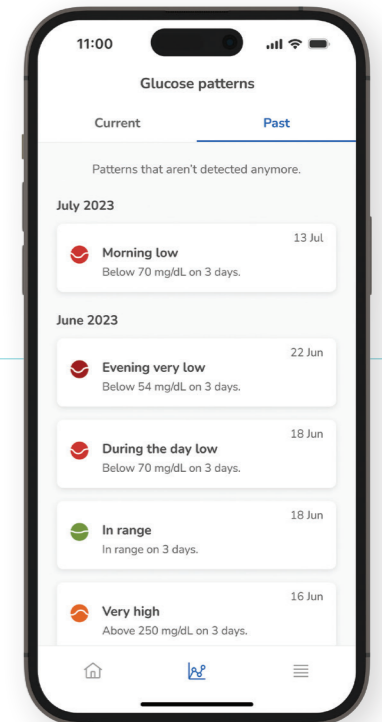 11:00
Glucose patterns
Current Past
Patterns that aren't detected anymore.
July 2023
13 Jul
Morning low
Below 70 mg/dL on 3 days.
June 2023
22 Jun
Evening very low
Below 54 mg/dL on 3 days.
18 Jun
During the day low
Below 70 mg/dL on 3 days.
18 Jun
In range
In range on 3 days.
16 Jun
Very high
Above 250 mg/dL on 3 days.